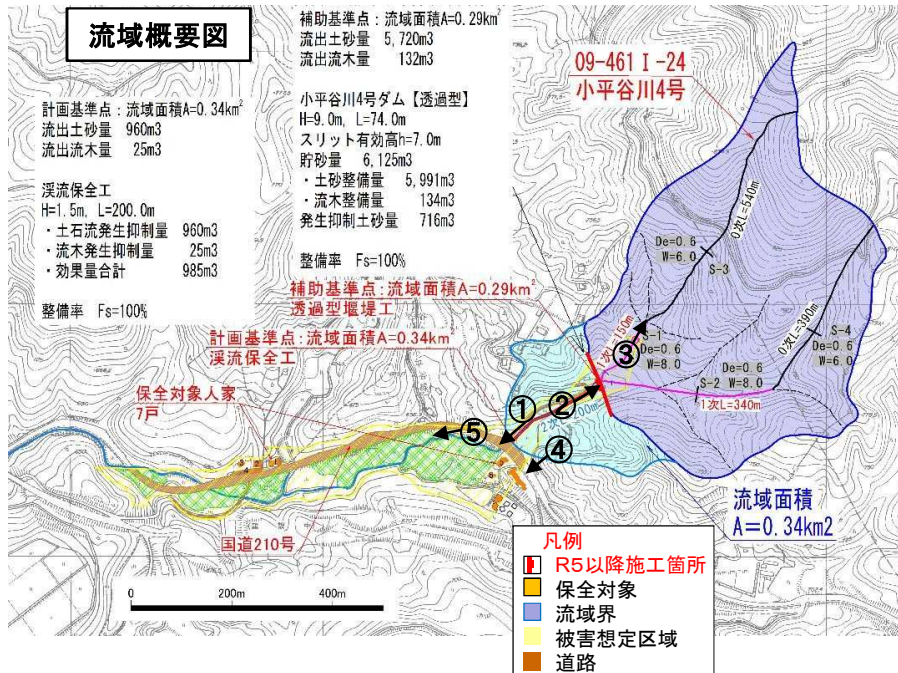 流域概要図
計画基準点：流域面積A=0.34km²
流出土砂量 960m3
流出流木量 25m3
渓流保全工
H=1.5m, L=200.0m
・土石流発生抑制量 960m3
・流木発生抑制量 25m3
・効果量合計 985m3
整備率 Fs=100%
補助基準点：流域面積A=0.29km²
流出土砂量 5,720m3
流出流木量 132m3
小平谷川4号ダム【透過型】
H=9.0m, L=74.0m
スリット有効高h=7.0m
貯砂量 6,125m3
・土砂整備量 5,991m3
・流木整備量 134m3
発生抑制土砂量 716m3
整備率 Fs=100%
09-461Ⅰ-24
小平谷川4号
補助基準点：流域面積A=0.29km²
透過型堰堤工
計画基準点：流域面積A=0.34km²
渓流保全工
保全対象人家
7戸
国道210号
0次L=540m
De=0.6
W=6.0
S-3
0次L=390m
S-4
De=0.6
W=6.0
1次L=150m
S-1
De=0.6
W=8.0
De=0.6
S-2 W=8.0
1次L=340m
①
②
③
④
⑤
流域面積
A=0.34km2
0 200m 400m
凡例
R5以降施工箇所
保全対象
流域界
被害想定区域
道路